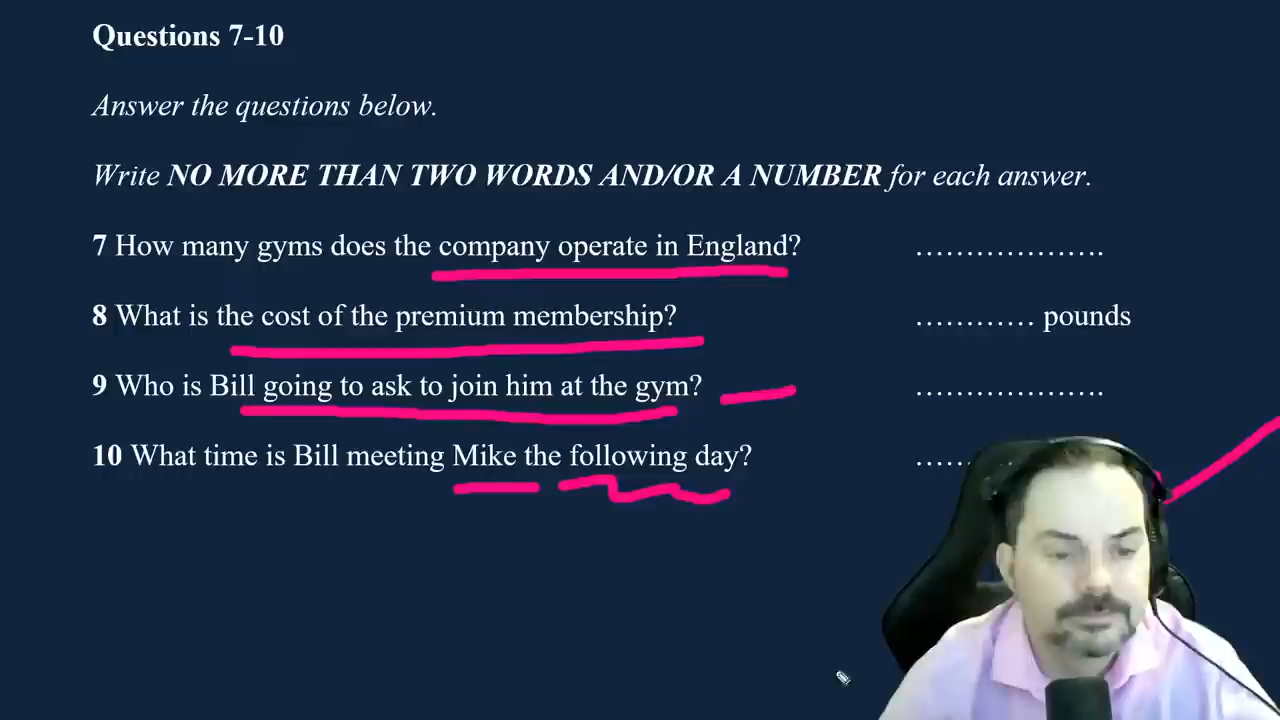 Questions 7-10
Answer the questions below.
Write NO MORE THAN TWO WORDS AND/OR A NUMBER for each answer.
7 How many gyms does the company operate in England? ……………….…
8 What is the cost of the premium membership? ………… pounds
9 Who is Bill going to ask to join him at the gym? ……………….…
10 What time is Bill meeting Mike the following day? ……